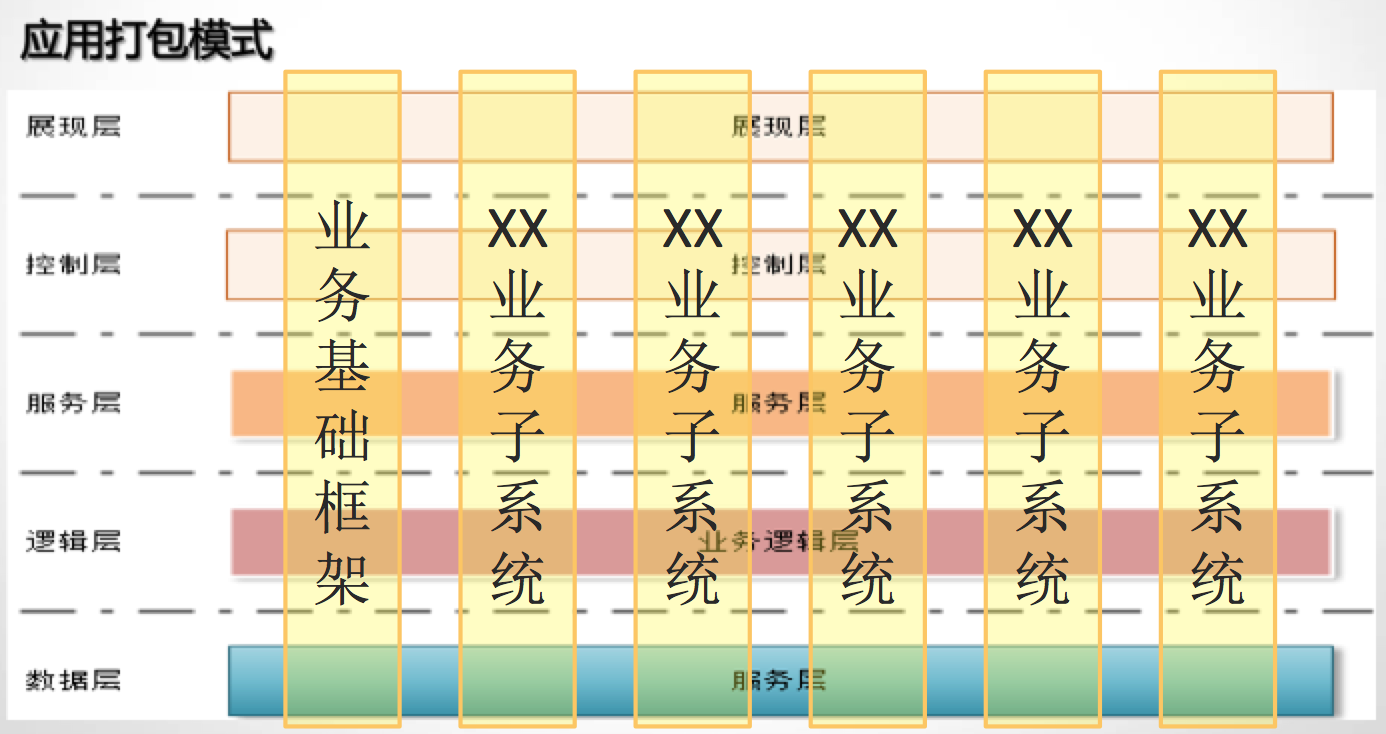 应用打包模式
展现层
展现层
控制层
控制层
服务层
服务层
逻辑层
业务逻辑层
数据层
服务层
业务基础框架
XX业务子系统
XX业务子系统
XX业务子系统
XX业务子系统
XX业务子系统